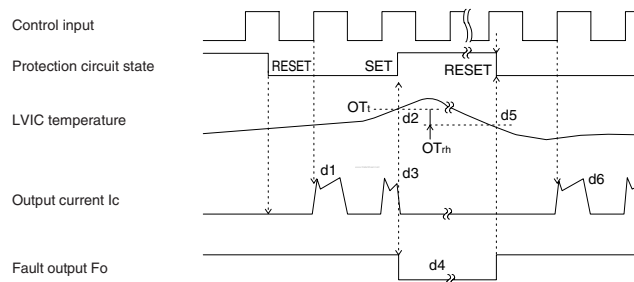 Control input
Protection circuit state
RESET
SET
RESET
LVIC temperature
OTt
d2
d5
OTrh
Output current Ic
d1
d3
d6
Fault output Fo
d4